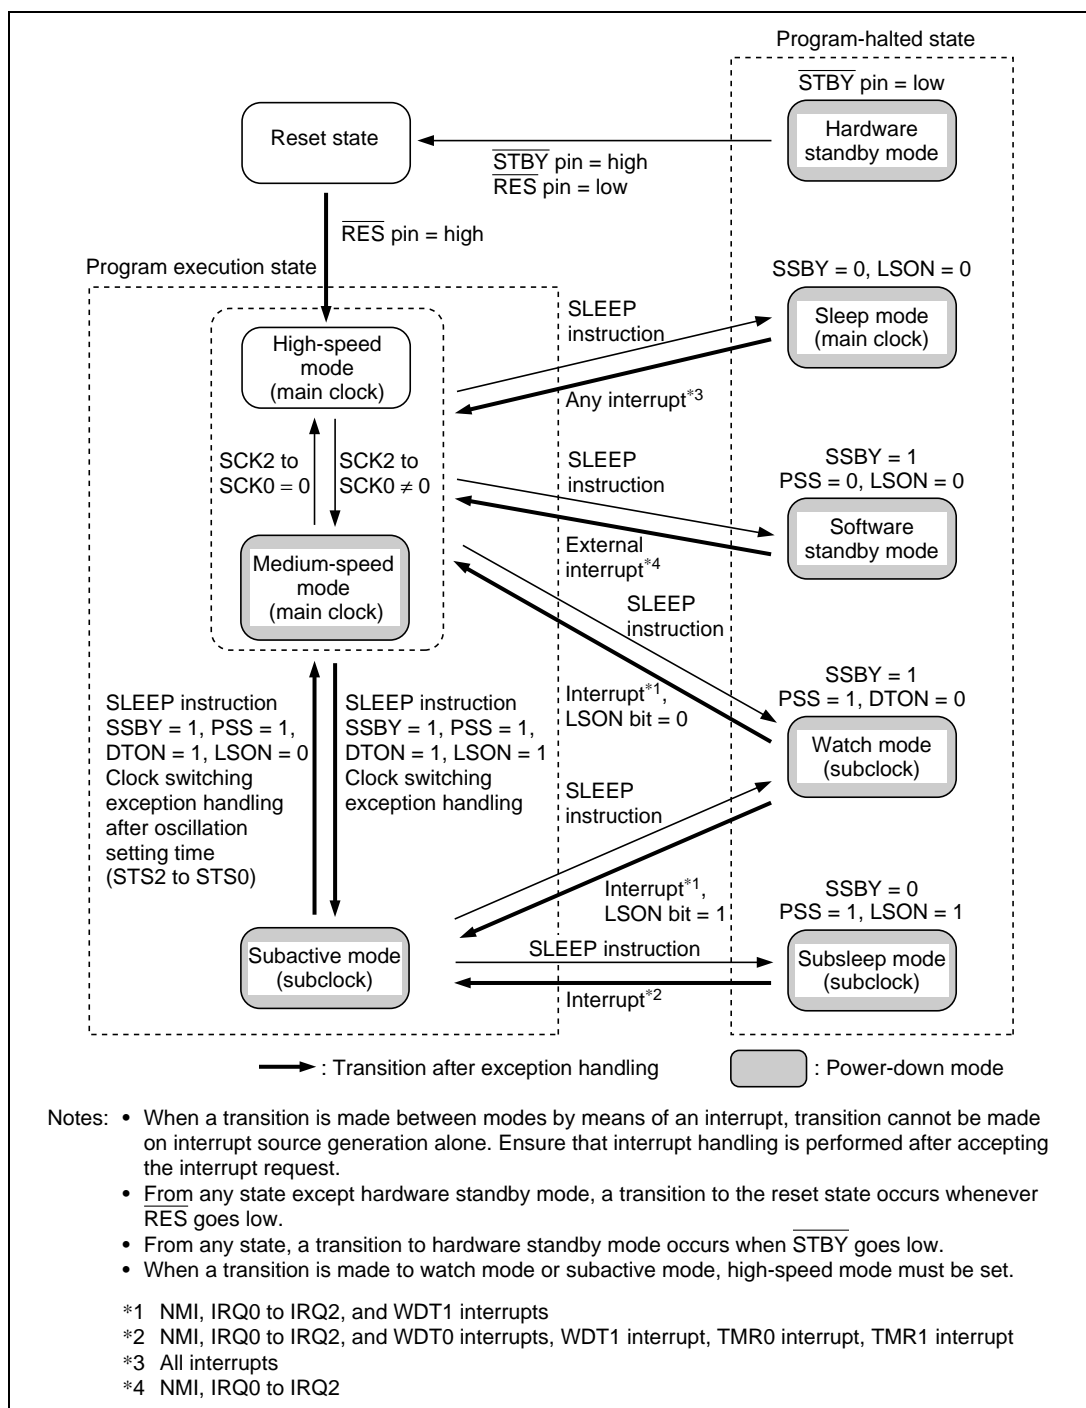 Program-halted state
STBY pin = low
Hardware
standby mode
Reset state
STBY pin = high
RES pin = low
RES pin = high
Program execution state
SSBY = 0, LSON = 0
Sleep mode
(main clock)
SLEEP
instruction
Any interrupt*3
High-speed
mode
(main clock)
SCK2 to
SCK0 = 0
SCK2 to
SCK0 ≠ 0
SLEEP
instruction
External
interrupt*4
SSBY = 1
PSS = 0, LSON = 0
Software
standby mode
Medium-speed
mode
(main clock)
SLEEP
instruction
Interrupt*1,
LSON bit = 0
SSBY = 1
PSS = 1, DTON = 0
Watch mode
(subclock)
SLEEP instruction
SSBY = 1, PSS = 1,
DTON = 1, LSON = 0
Clock switching
exception handling
after oscillation
setting time
(STS2 to STS0)
SLEEP instruction
SSBY = 1, PSS = 1,
DTON = 1, LSON = 1
Clock switching
exception handling
SLEEP
instruction
Interrupt*1,
LSON bit = 1
SSBY = 0
PSS = 1, LSON = 1
Subactive mode
(subclock)
SLEEP instruction
Interrupt*2
Subsleep mode
(subclock)
: Transition after exception handling
: Power-down mode
Notes: • When a transition is made between modes by means of an interrupt, transition cannot be made
on interrupt source generation alone. Ensure that interrupt handling is performed after accepting
the interrupt request.
• From any state except hardware standby mode, a transition to the reset state occurs whenever
RES goes low.
• From any state, a transition to hardware standby mode occurs when STBY goes low.
• When a transition is made to watch mode or subactive mode, high-speed mode must be set.
*1 NMI, IRQ0 to IRQ2, and WDT1 interrupts
*2 NMI, IRQ0 to IRQ2, and WDT0 interrupts, WDT1 interrupt, TMR0 interrupt, TMR1 interrupt
*3 All interrupts
*4 NMI, IRQ0 to IRQ2